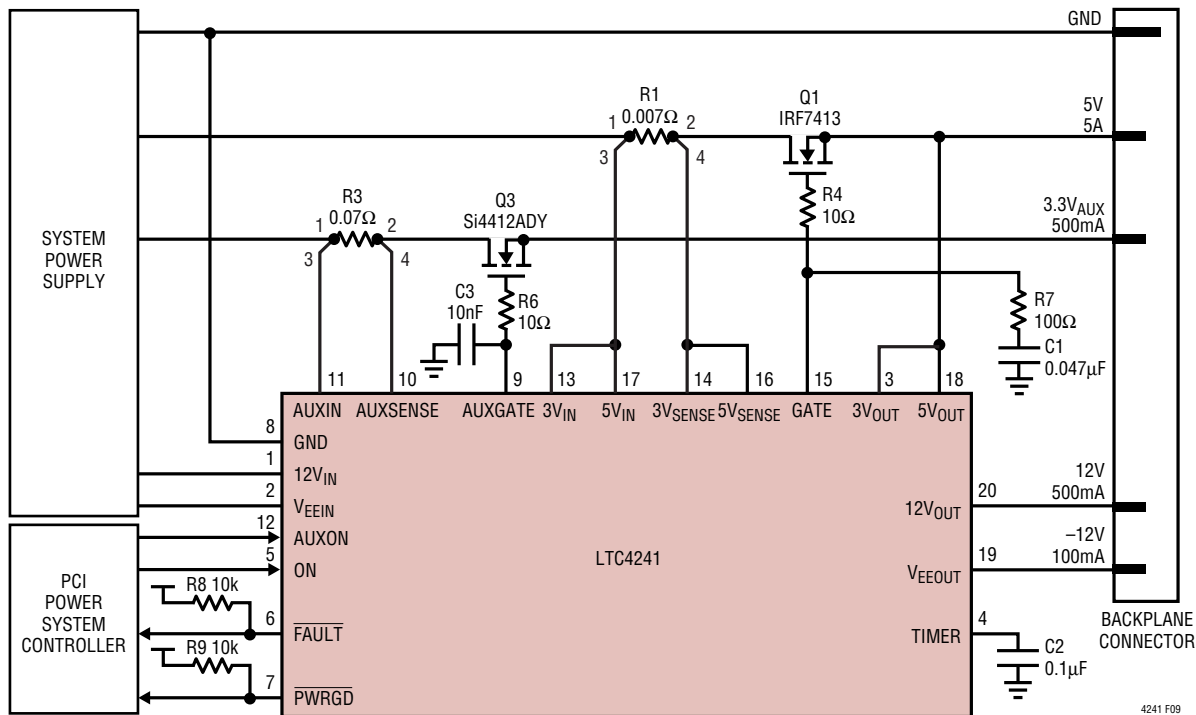 GND
5V
5A
R1
0.007Ω
1 2
3 4
Q1
IRF7413
R4
10Ω
3.3VAUX
500mA
R3
0.07Ω
1 2
3 4
Q3
Si4412ADY
SYSTEM
POWER
SUPPLY
C3
10nF
R6
10Ω
R7
100Ω
C1
0.047µF
11 10 9 13 17 14 16 15 3 18
AUXIN AUXSENSE AUXGATE 3VIN 5VIN 3VSENSE 5VSENSE GATE 3VOUT 5VOUT
8
GND
1
12VIN
2
VEEIN
12
AUXON
5
ON
LTC4241
20
12VOUT
12V
500mA
19
VEEOUT
–12V
100mA
PCI
POWER
SYSTEM
CONTROLLER
R8 10k
6
FAULT
R9 10k
7
PWRGD
4
TIMER
C2
0.1µF
BACKPLANE
CONNECTOR
4241 F09